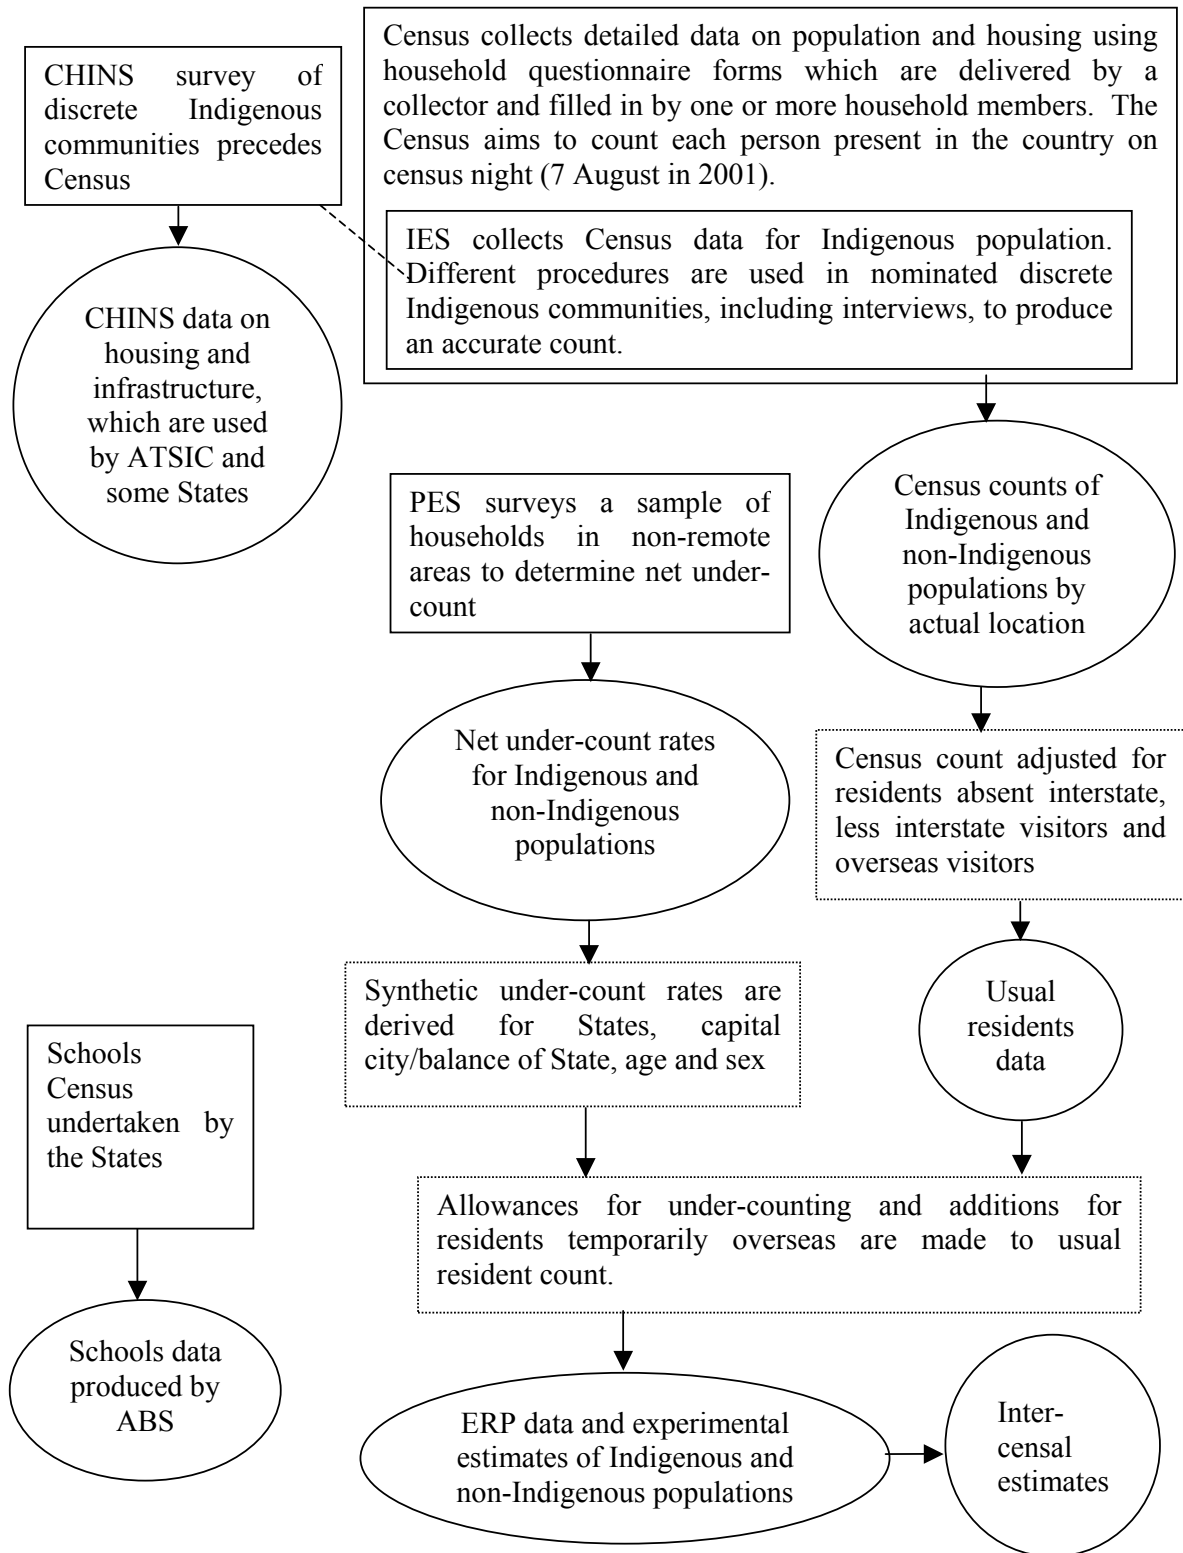 CHINS survey of
discrete Indigenous
communities precedes
Census
Census collects detailed data on population and housing using
household questionnaire forms which are delivered by a
collector and filled in by one or more household members. The
Census aims to count each person present in the country on
census night (7 August in 2001).
IES collects Census data for Indigenous population.
Different procedures are used in nominated discrete
Indigenous communities, including interviews, to produce
an accurate count.
CHINS data on
housing and
infrastructure,
which are used
by ATSIC and
some States
PES surveys a sample of
households in non-remote
areas to determine net under-
count
Census counts of
Indigenous and
non-Indigenous
populations by
actual location
Net under-count rates
for Indigenous and
non-Indigenous
populations
Census count adjusted for
residents absent interstate,
less interstate visitors and
overseas visitors
Synthetic under-count rates are
derived for States, capital
city/balance of State, age and sex
Usual
residents
data
Schools
Census
undertaken by
the States
Allowances for under-counting and additions for
residents temporarily overseas are made to usual
resident count.
Schools data
produced by
ABS
ERP data and experimental
estimates of Indigenous and
non-Indigenous populations
Inter-
censal
estimates